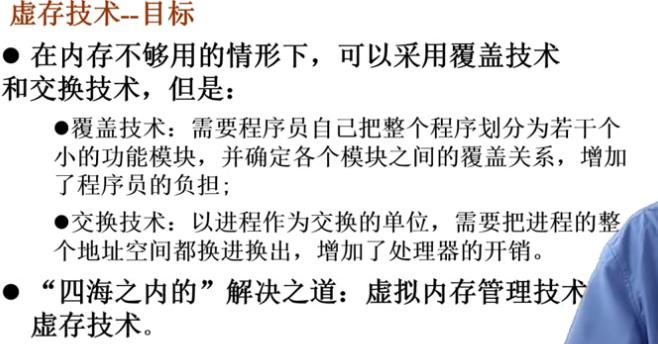 虚存技术--目标
● 在内存不够用的情形下，可以采用覆盖技术
和交换技术，但是：
●覆盖技术：需要程序员自己把整个程序划分为若干个
小的功能模块，并确定各个模块之间的覆盖关系，增加
了程序员的负担；
●交换技术：以进程作为交换的单位，需要把进程的整
个地址空间都换进换出，增加了处理器的开销。
● “四海之内的”解决之道：虚拟内存管理技术
虚存技术。